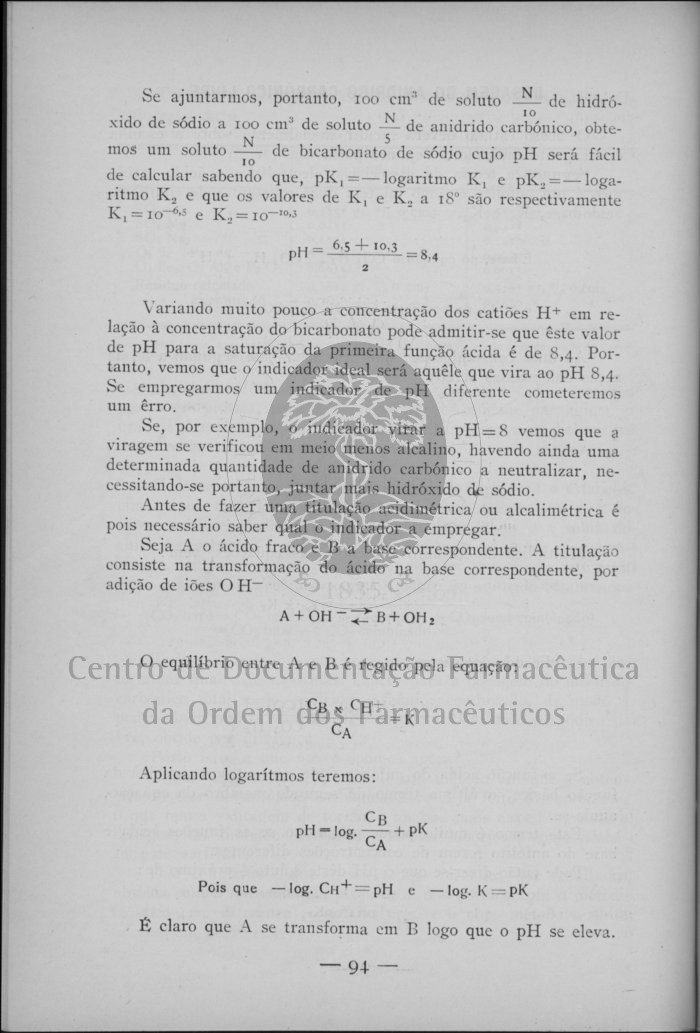 Se ajuntarmos, portanto, 100 cm³ de soluto N/10 de hidró-
xido de sódio a 100 cm³ de soluto N/5 de anidrido carbónico, obte-
mos um soluto N/10 de bicarbonato de sódio cujo pH será fácil
de calcular sabendo que, pK₁=—logaritmo K₁ e pK₂=—loga-
ritmo K₂ e que os valores de K₁ e K₂ a 18° são respectivamente
K₁=10—6,5 e K₂=10—10,3
pH = 6,5 + 10,3 / 2 = 8,4
Variando muito pouco a concentração dos catiões H+ em re-
lação à concentração do bicarbonato pode admitir-se que êste valor
de pH para a saturação da primeira função ácida é de 8,4. Por-
tanto, vemos que o indicador ideal será aquêle que vira ao pH 8,4.
Se empregarmos um indicador de pH diferente cometeremos
um êrro.
Se, por exemplo, o indicador virar a pH=8 vemos que a
viragem se verificou em meio menos alcalino, havendo ainda uma
determinada quantidade de anidrido carbónico a neutralizar, ne-
cessitando-se portanto, juntar mais hidróxido de sódio.
Antes de fazer uma titulação acidimétrica ou alcalimétrica é
pois necessário saber qual o indicador a empregar.
Seja A o ácido fraco e B a base correspondente. A titulação
consiste na transformação do ácido na base correspondente, por
adição de iões O H—
1835
A + OH — ⇄ B + OH₂
O equilíbrio entre A e B é regido pela equação:
Centro de Documentação Farmacêutica
da Ordem dos Farmacêuticos
CB × CH+ / CA = K
Aplicando logarítmos teremos:
pH = log. CB / CA + pK
Pois que — log. CH+ = pH e — log. K = pK
É claro que A se transforma em B logo que o pH se eleva.
— 94 —